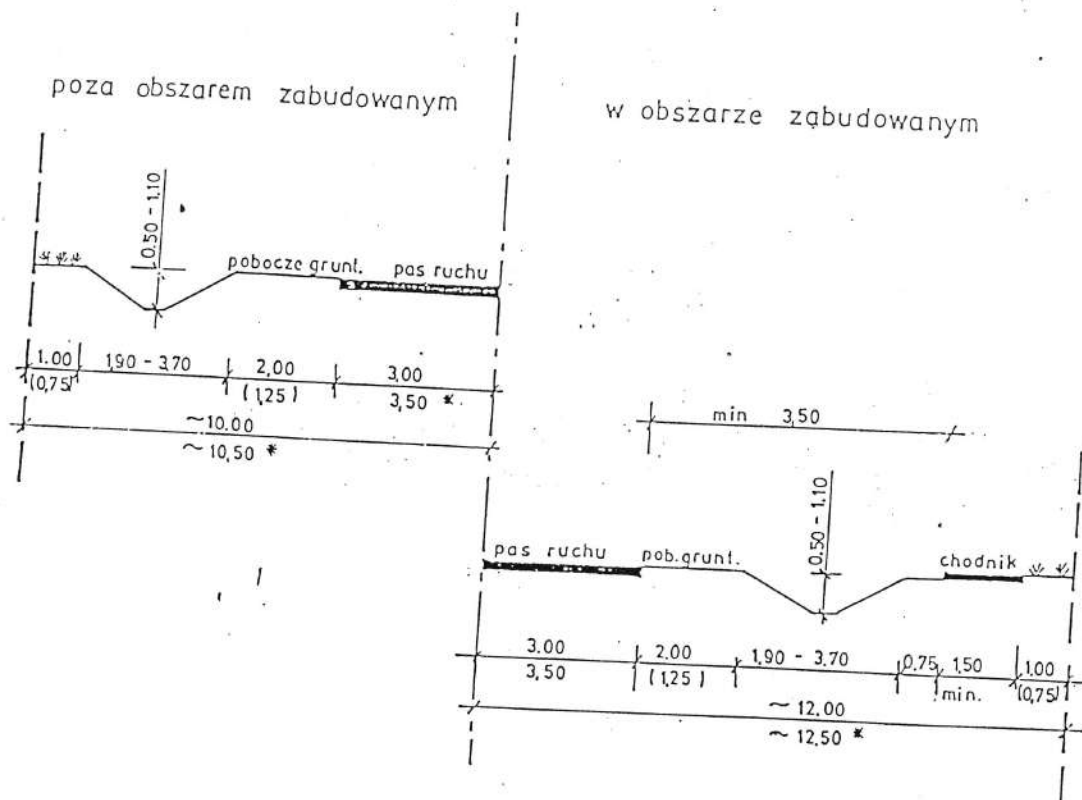 poza obszarem zabudowanym
w obszarze zabudowanym
0.50 - 1.10
pobocze grunt. pas ruchu
1.00 1,90 - 3.70 2,00 3,00
(0,75) (1,25) 3,50 *
~10.00
~10,50 *
min 3,50
0.50 - 1.10
pas ruchu pob.grunt. chodnik
3.00 2.00 1,90 - 3.70 0,75 1,50 1,00
3,50 (1,25) min. (0,75)
~12.00
~12,50 *